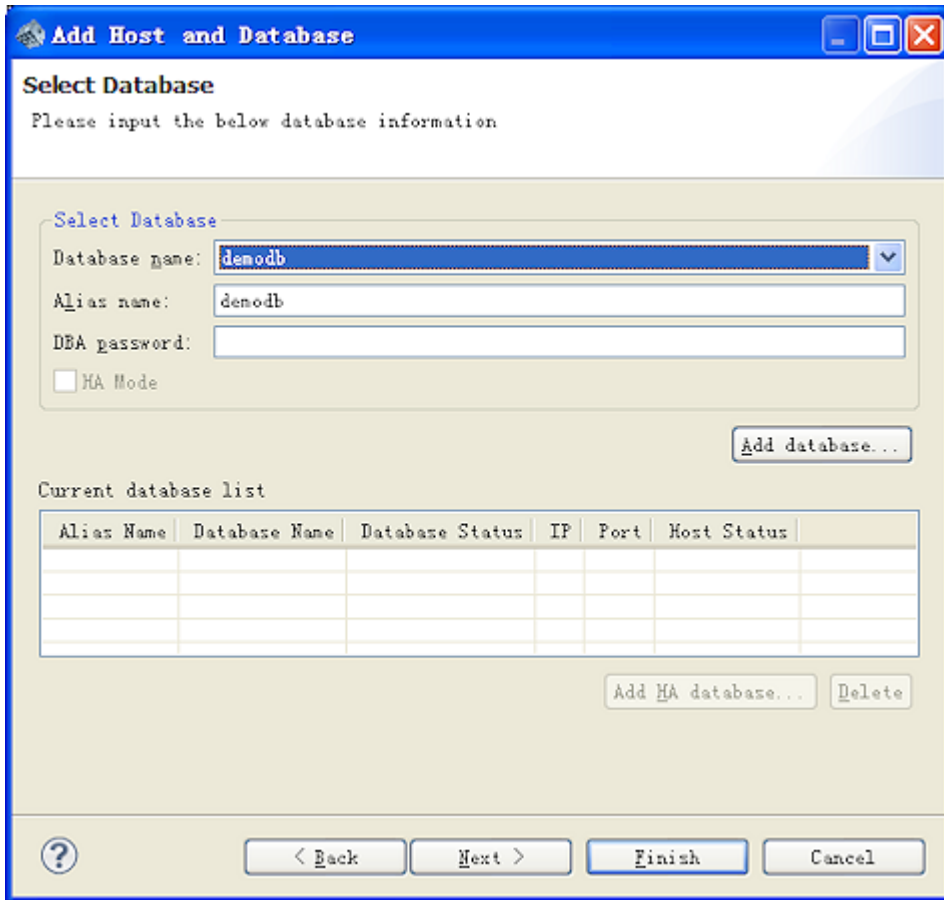 Add Host and Database
Select Database
Please input the below database information
Select Database
Database name: demodb
Alias name: demodb
DBA password:
HA Mode
Add database...
Current database list
Alias Name Database Name Database Status IP Port Host Status
Add HA database... Delete
? < Back Next > Finish Cancel